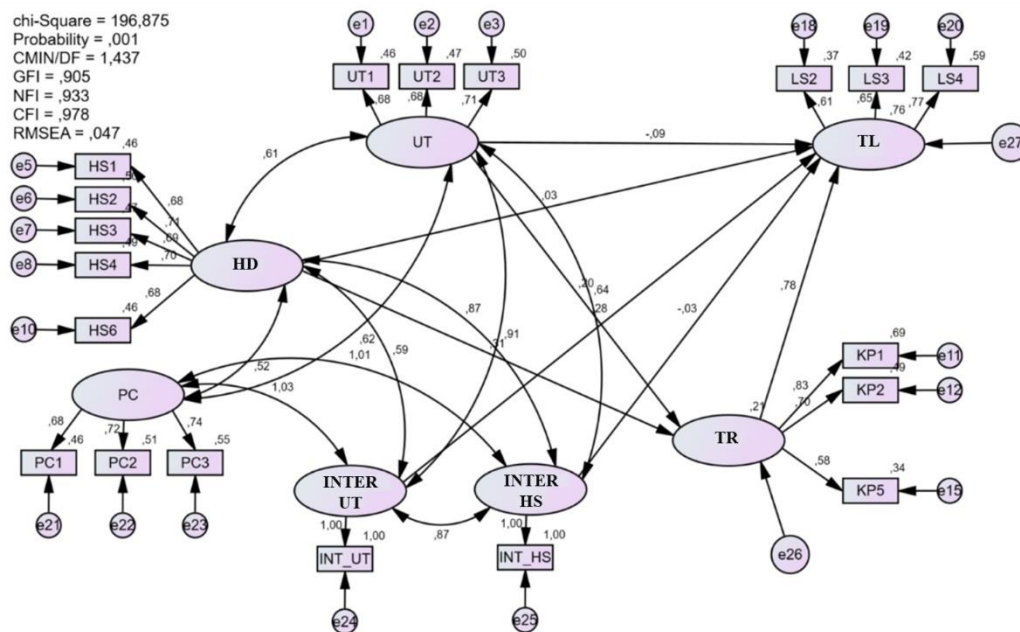 chi-Square = 196,875
Probability = ,001
CMIN/DF = 1,437
GFI = ,905
NFI = ,933
CFI = ,978
RMSEA = ,047
e1 e2 e3
,46 ,47 ,50
UT1 UT2 UT3
,68 ,68 ,71
UT
e18 e19 e20
,37 ,42 ,59
LS2 LS3 LS4
,61 ,65 ,76 ,77
TL
e27
-,09
,61
,03
,46
e5 HS1
e6 HS2
e7 HS3
e8 HS4
,49
,68
,71
,69
,70
HD
,68
,46
e10 HS6
,20
,64
,28
,87
-,03
,78
,91
,31
,62
,59
1,01
,52
1,03
PC
,68 ,72 ,74
,46 ,51 ,55
PC1 PC2 PC3
e21 e22 e23
,69
KP1 e11
,49
KP2 e12
,83
,70
,21
TR
,58 ,34
KP5 e15
e26
INTER
UT
INTER
HS
,87
1,00 1,00
INT_UT
e24
1,00 1,00
INT_HS
e25